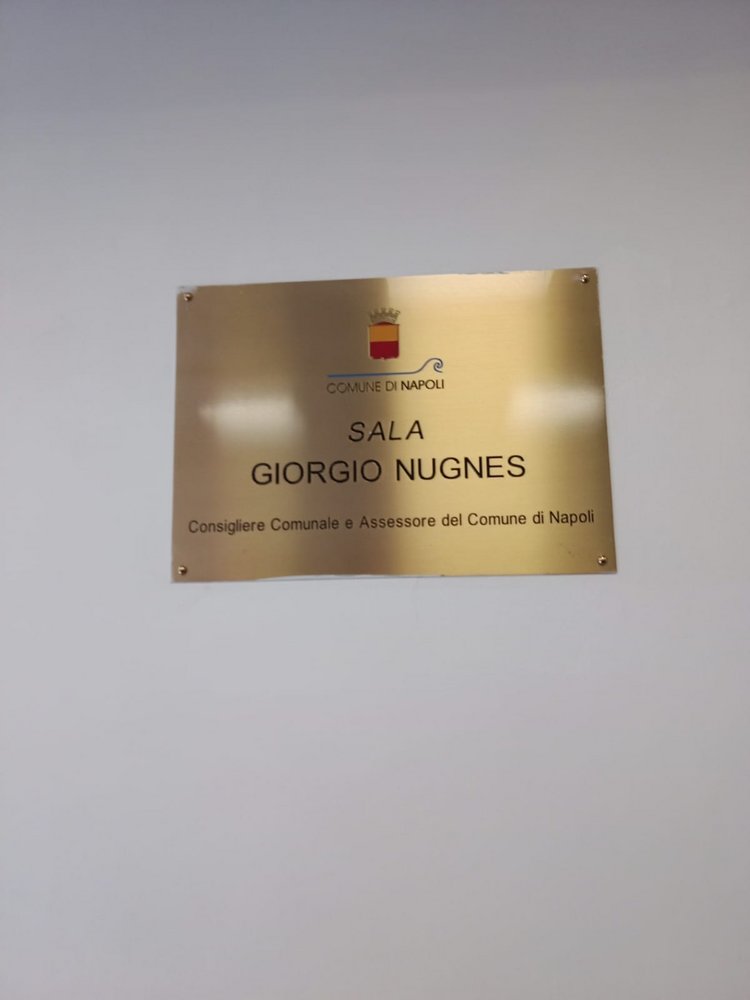 COMUNE DI NAPOLI
SALA
GIORGIO NUGNES
Consigliere Comunale e Assessore del Comune di Napoli